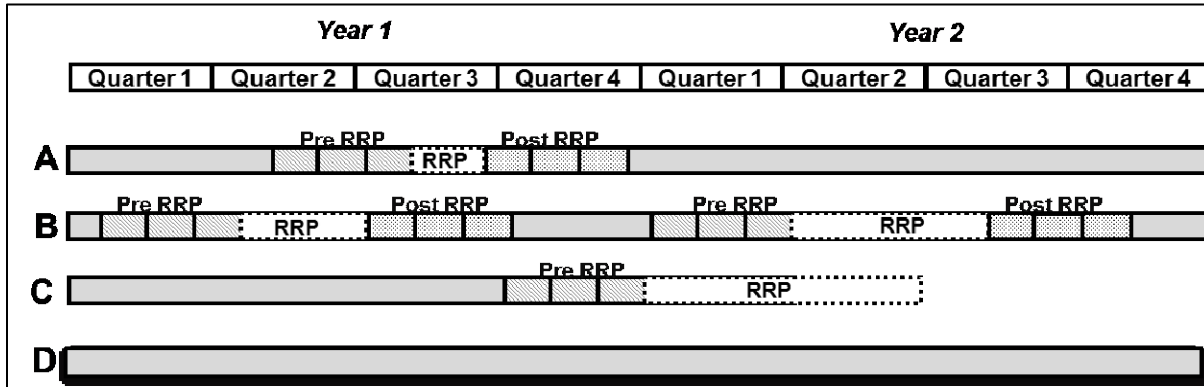 Year 1 Year 2
Quarter 1 Quarter 2 Quarter 3 Quarter 4 Quarter 1 Quarter 2 Quarter 3 Quarter 4
Pre RRP Post RRP
A RRP
Pre RRP Post RRP Pre RRP Post RRP
B RRP RRP
Pre RRP
C RRP
D